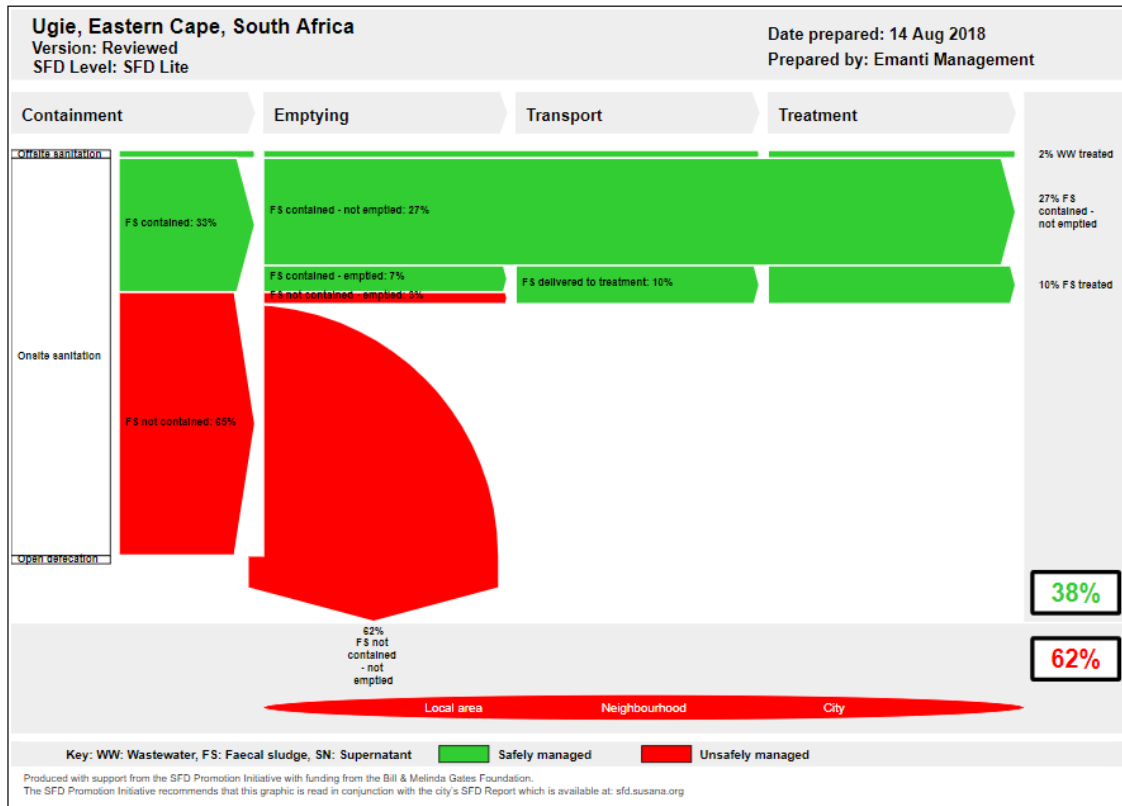 Ugie, Eastern Cape, South Africa
Version: Reviewed
SFD Level: SFD Lite
Date prepared: 14 Aug 2018
Prepared by: Emanti Management
Containment
Emptying
Transport
Treatment
Offsite sanitation
2% WW treated
FS contained: 33%
FS contained - not emptied: 27%
27% FS
contained -
not emptied
FS contained - emptied: 7%
FS delivered to treatment: 10%
10% FS treated
FS not contained - emptied: 3%
Onsite sanitation
FS not contained: 65%
Open defecation
38%
62%
FS not
contained
- not
emptied
62%
Local area
Neighbourhood
City
Key: WW: Wastewater, FS: Faecal sludge, SN: Supernatant
Safely managed
Unsafely managed
Produced with support from the SFD Promotion Initiative with funding from the Bill & Melinda Gates Foundation.
The SFD Promotion Initiative recommends that this graphic is read in conjunction with the city's SFD Report which is available at: sfd.susana.org